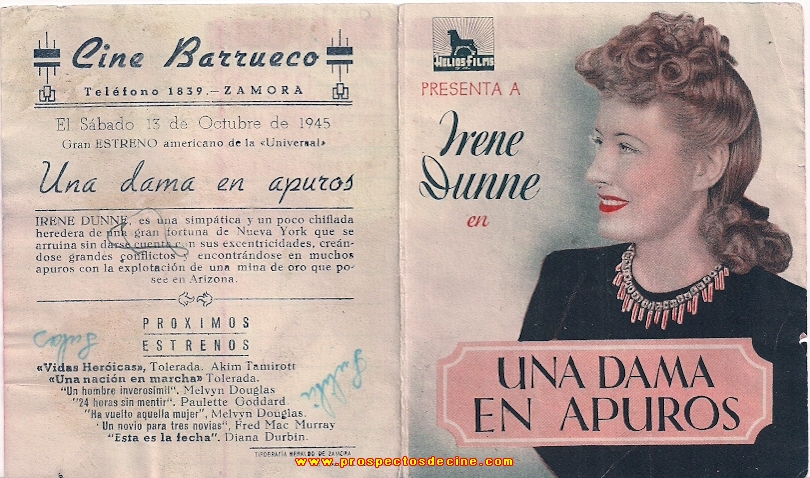 Cine Barrueco
Teléfono 1839.-ZAMORA
El Sábado 13 de Octubre de 1945
Gran ESTRENO americano de la «Universal»
Una dama en apuros
IRENE DUNNE, es una simpática y un poco chiflada
heredera de una gran fortuna de Nueva York que se
arruina sin darse cuenta con sus excentricidades, creán-
dose grandes conflictos y encontrándose en muchos
apuros con la explotación de una mina de oro que po-
see en Arizona.
PROXIMOS
ESTRENOS
«Vidas Heróicas», Tolerada. Akim Tamirott
«Una nación en marcha» Tolerada.
"Un hombre inverosímil". Melvyn Douglas
"24 horas sin mentir". Paulette Goddard
"Ha vuelto aquella mujer", Melvyn Douglas.
"Un novio para tres novias", Fred Mac Murray
"Esta es la fecha". Diana Durbin.
TIPOGRAFÍA HERALDO DE ZAMORA
HELIOS-FILMS
PRESENTA A
Irene
Dunne
en
UNA DAMA
EN APUROS
www.prospectosdecine.com